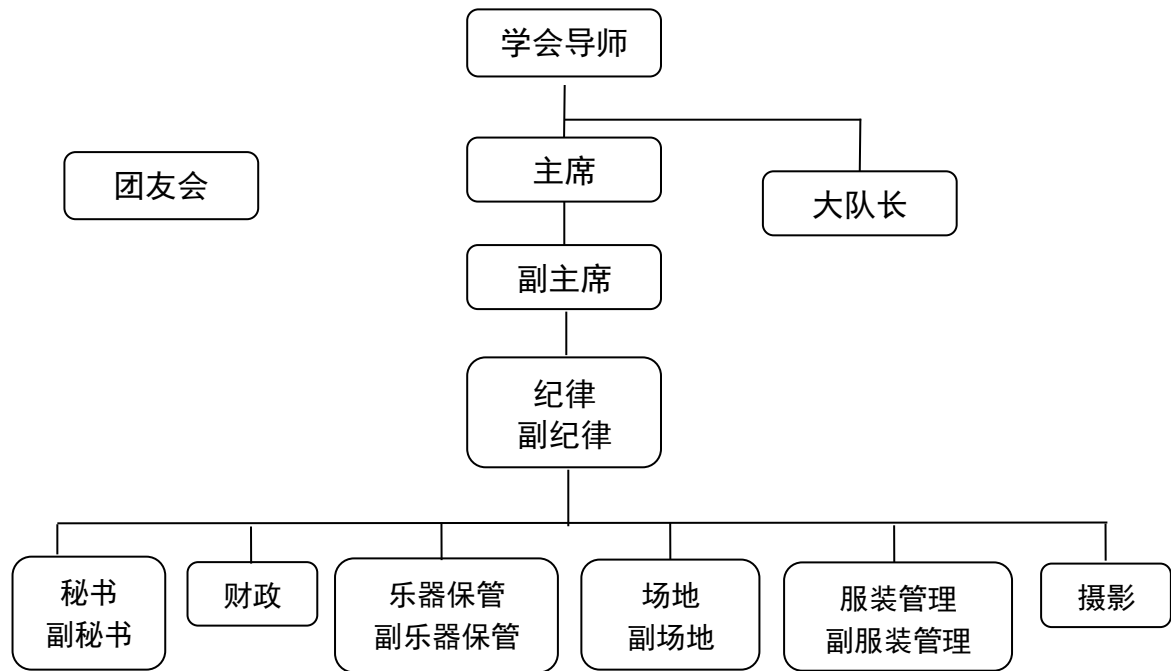 学会导师
团友会
主席
大队长
副主席
纪律
副纪律
秘书
副秘书
财政
乐器保管
副乐器保管
场地
副场地
服装管理
副服装管理
摄影